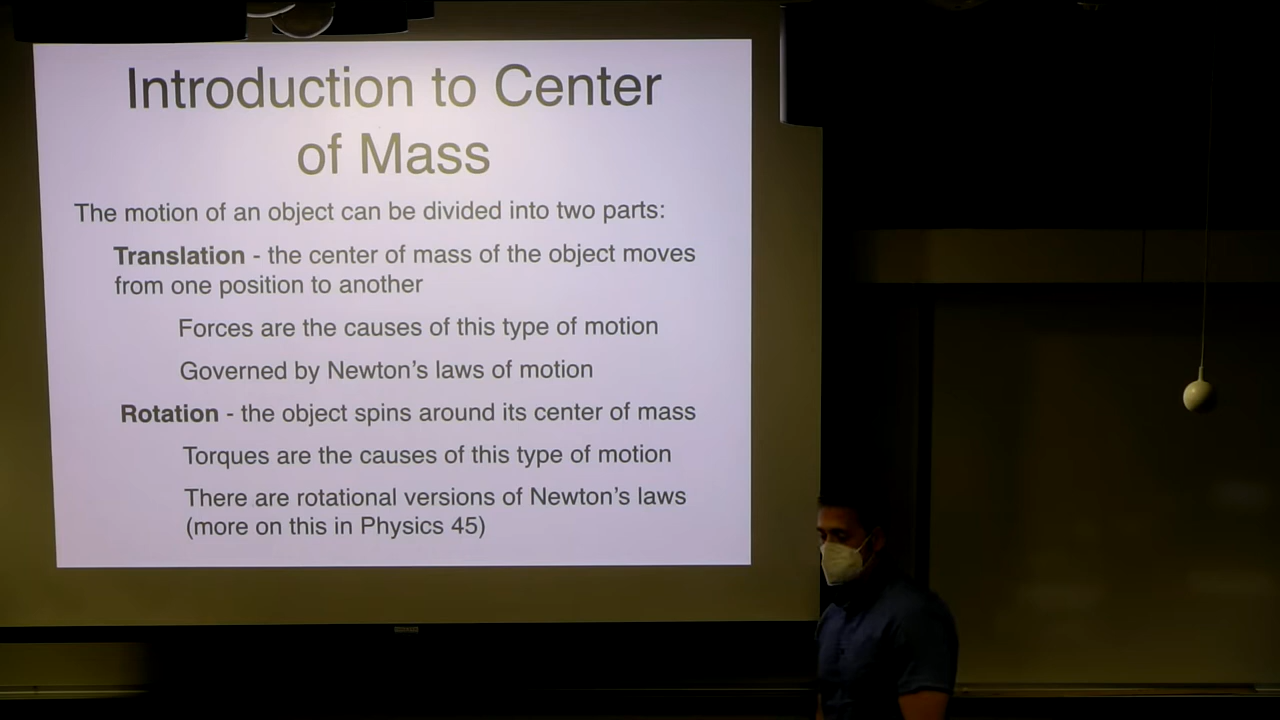 Introduction to Center
of Mass
The motion of an object can be divided into two parts:
Translation - the center of mass of the object moves
from one position to another
Forces are the causes of this type of motion
Governed by Newton's laws of motion
Rotation - the object spins around its center of mass
Torques are the causes of this type of motion
There are rotational versions of Newton's laws
(more on this in Physics 45)